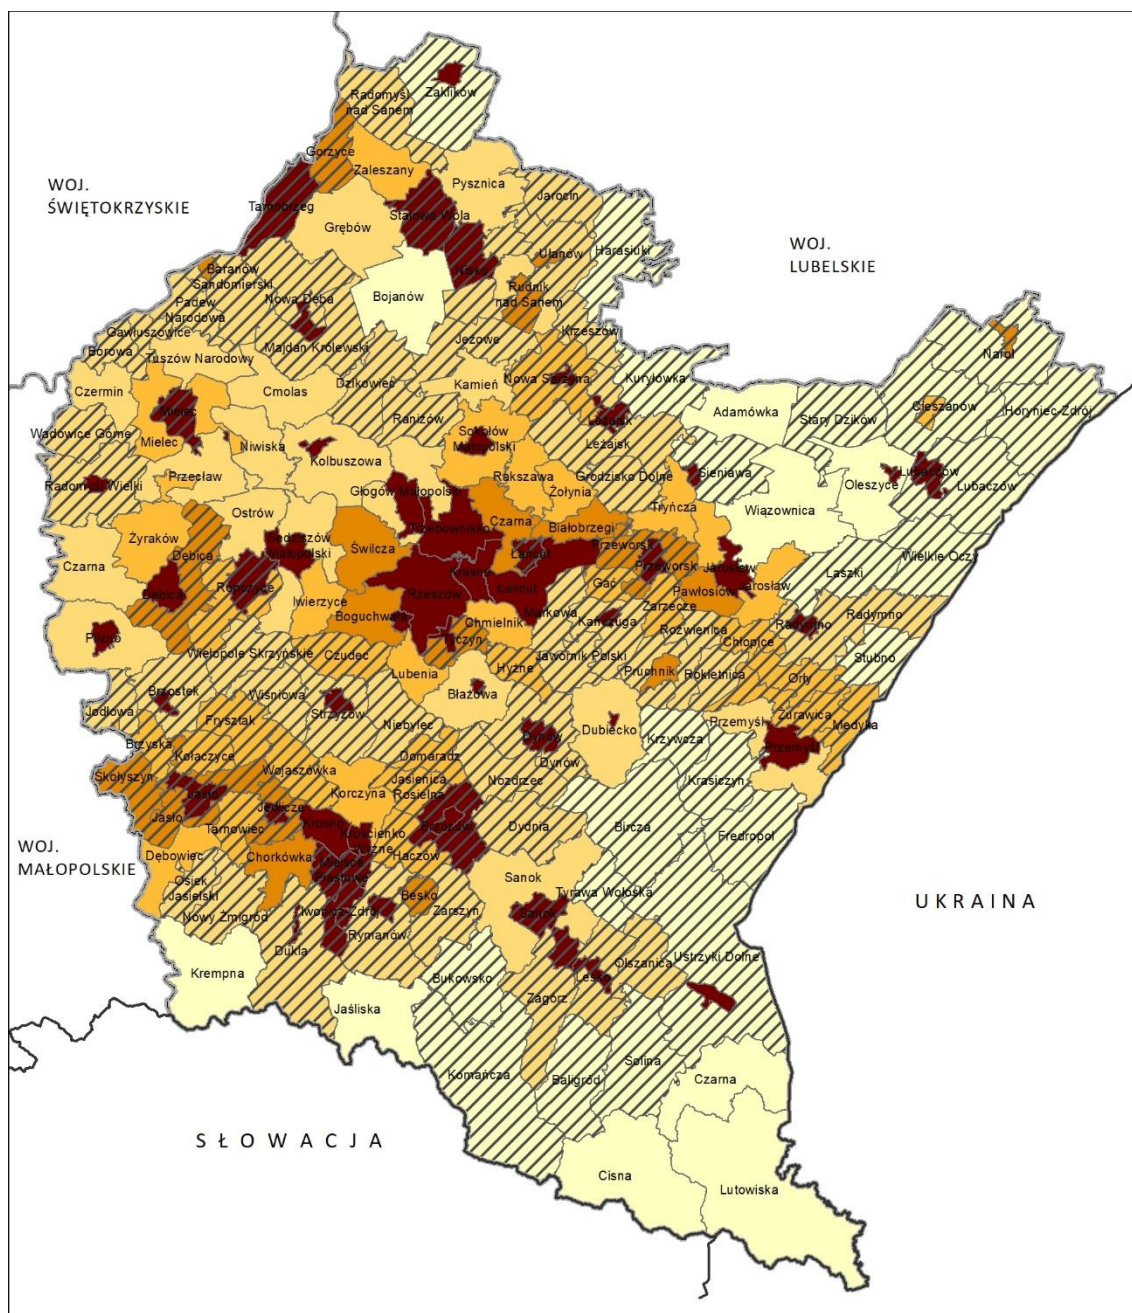 Zaklików
Radomyśl
nad Sanem
Gorzyce
Zaleszany
Pysznica
WOJ.
ŚWIĘTOKRZYSKIE
Tarnobrzeg
Stalowa Wola
Jarocin
Grębów
Ulanów
Harasiuki
WOJ.
LUBELSKIE
Nisko
Baranów
Sandomierski
Nowa Dęba
Bojanów
Rudnik
nad Sanem
Padew
Narodowa
Gawłuszowice
Borowa
Tuszów Narodowy
Majdan Królewski
Jeżowe
Krzeszów
Narol
Czermin
Cmolas
Dzikowiec
Kamień
Nowa Sarzyna
Kuryłówka
Cieszanów
Horyniec-Zdrój
Mielec
Raniżów
Leżajsk
Adamówka
Stary Dzików
Wadowice Górne
Mielec
Niwiska
Sokołów
Małopolski
Leżajsk
Kolbuszowa
Przecław
Rakszawa
Grodzisko Dolne
Sieniawa
Oleszyce
Lubaczów
Lubaczów
Radomyśl Wielki
Głogów Małopolski
Żołynia
Ostrów
Tryńcza
Wiązownica
Żyraków
Dębica
Sędziszów
Małopolski
Świlcza
Trzebownisko
Czarna
Białobrzegi
Wielkie Oczy
Czarna
Łańcut
Przeworsk
Przeworsk
Jarosław
Jarosław
Laszki
Krasne
Dębica
Ropczyce
Iwierzyce
Rzeszów
Łańcut
Gać
Pawłosiów
Boguchwała
Markowa
Zarzecze
Radymno
Radymno
Chmielnik
Kańczuga
Roźwienica
Chłopice
Pilzno
Tyczyn
Stubno
Wielopole Skrzyńskie
Czudec
Lubenia
Hyżne
Jawornik Polski
Pruchnik
Rokietnica
Orły
Brzostek
Wiśniowa
Błażowa
Jodłowa
Strzyżów
Niebylec
Dubiecko
Przemyśl
Żurawica
Medyka
Frysztak
Brzyska
Dynów
Dynów
Krzywcza
Przemyśl
Kołaczyce
Domaradz
Skołyszyn
Wojaszówka
Jasienica
Rosielna
Nozdrzec
Krasiczyn
Jasło
Korczyna
Jedlicze
Jasło
Tarnowiec
Krosno
Krościenko
Wyżne
Brzozów
Dydnia
Bircza
Fredropol
WOJ.
MAŁOPOLSKIE
Dębowiec
Chorkówka
Miejsce
Piastowe
Haczów
Osiek
Jasielski
Sanok
Tyrawa Wołoska
Besko
UKRAINA
Nowy Żmigród
Iwonicz-Zdrój
Zarszyn
Sanok
Rymanów
Dukla
Olszanica
Ustrzyki Dolne
Krempna
Bukowsko
Lesko
Jaśliska
Zagórz
Solina
Komańcza
Baligród
Czarna
SŁOWACJA
Cisna
Lutowiska